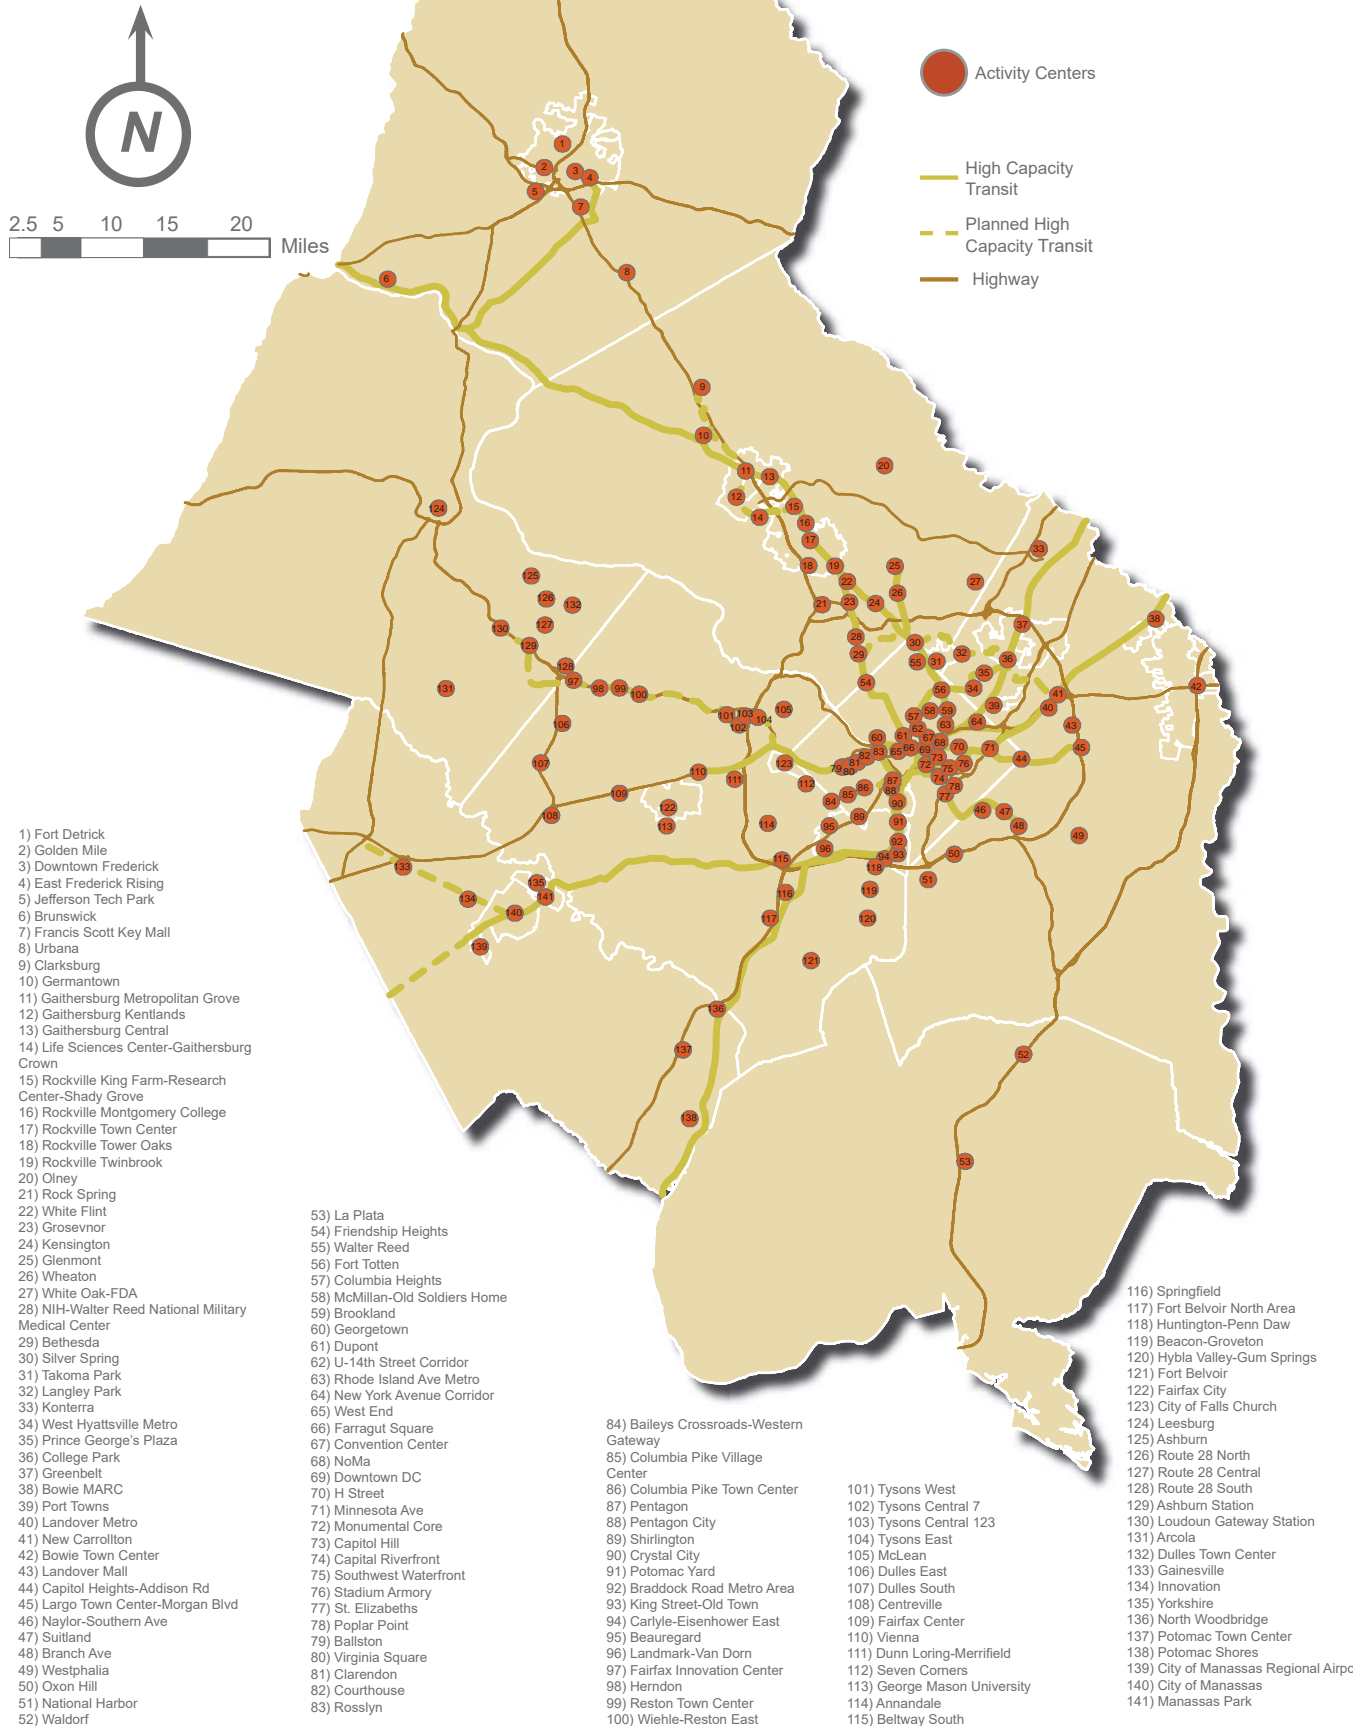 N
2.5 5 10 15 20
Miles
Activity Centers
High Capacity
Transit
Planned High
Capacity Transit
Highway
1) Fort Detrick
2) Golden Mile
3) Downtown Frederick
4) East Frederick Rising
5) Jefferson Tech Park
6) Brunswick
7) Francis Scott Key Mall
8) Urbana
9) Clarksburg
10) Germantown
11) Gaithersburg Metropolitan Grove
12) Gaithersburg Kentlands
13) Gaithersburg Central
14) Life Sciences Center-Gaithersburg
Crown
15) Rockville King Farm-Research
Center-Shady Grove
16) Rockville Montgomery College
17) Rockville Town Center
18) Rockville Tower Oaks
19) Rockville Twinbrook
20) Olney
21) Rock Spring
22) White Flint
23) Grosevnor
24) Kensington
25) Glenmont
26) Wheaton
27) White Oak-FDA
28) NIH-Walter Reed National Military
Medical Center
29) Bethesda
30) Silver Spring
31) Takoma Park
32) Langley Park
33) Konterra
34) West Hyattsville Metro
35) Prince George's Plaza
36) College Park
37) Greenbelt
38) Bowie MARC
39) Port Towns
40) Landover Metro
41) New Carrollton
42) Bowie Town Center
43) Landover Mall
44) Capitol Heights-Addison Rd
45) Largo Town Center-Morgan Blvd
46) Naylor-Southern Ave
47) Suitland
48) Branch Ave
49) Westphalia
50) Oxon Hill
51) National Harbor
52) Waldorf
53) La Plata
54) Friendship Heights
55) Walter Reed
56) Fort Totten
57) Columbia Heights
58) McMillan-Old Soldiers Home
59) Brookland
60) Georgetown
61) Dupont
62) U-14th Street Corridor
63) Rhode Island Ave Metro
64) New York Avenue Corridor
65) West End
66) Farragut Square
67) Convention Center
68) NoMa
69) Downtown DC
70) H Street
71) Minnesota Ave
72) Monumental Core
73) Capitol Hill
74) Capital Riverfront
75) Southwest Waterfront
76) Stadium Armory
77) St. Elizabeths
78) Poplar Point
79) Ballston
80) Virginia Square
81) Clarendon
82) Courthouse
83) Rosslyn
84) Baileys Crossroads-Western
Gateway
85) Columbia Pike Village
Center
86) Columbia Pike Town Center
87) Pentagon
88) Pentagon City
89) Shirlington
90) Crystal City
91) Potomac Yard
92) Braddock Road Metro Area
93) King Street-Old Town
94) Carlyle-Eisenhower East
95) Beauregard
96) Landmark-Van Dorn
97) Fairfax Innovation Center
98) Herndon
99) Reston Town Center
100) Wiehle-Reston East
101) Tysons West
102) Tysons Central 7
103) Tysons Central 123
104) Tysons East
105) McLean
106) Dulles East
107) Dulles South
108) Centreville
109) Fairfax Center
110) Vienna
111) Dunn Loring-Merrifield
112) Seven Corners
113) George Mason University
114) Annandale
115) Beltway South
116) Springfield
117) Fort Belvoir North Area
118) Huntington-Penn Daw
119) Beacon-Groveton
120) Hybla Valley-Gum Springs
121) Fort Belvoir
122) Fairfax City
123) City of Falls Church
124) Leesburg
125) Ashburn
126) Route 28 North
127) Route 28 Central
128) Route 28 South
129) Ashburn Station
130) Loudoun Gateway Station
131) Arcola
132) Dulles Town Center
133) Gainesville
134) Innovation
135) Yorkshire
136) North Woodbridge
137) Potomac Town Center
138) Potomac Shores
139) City of Manassas Regional Airpo
140) City of Manassas
141) Manassas Park